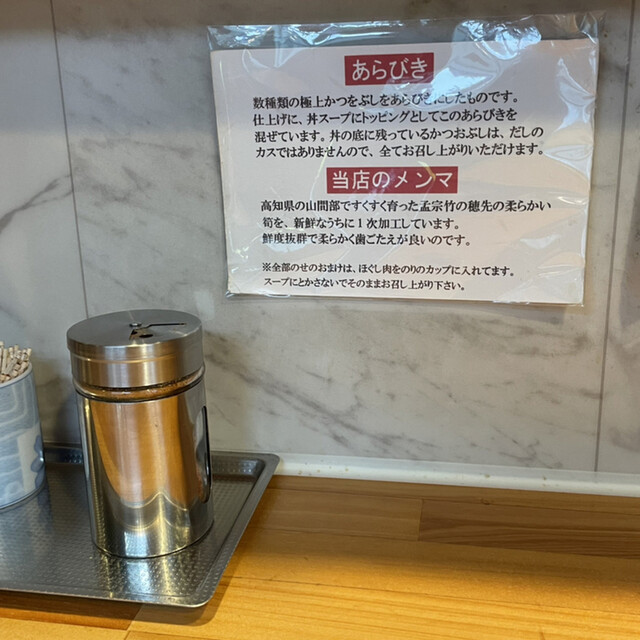 あらびき
数種類の極上かつをぶしをあらびきにしたものです。
仕上げに、丼スープにトッピングとしてこのあらびきを
混ぜています。丼の底に残っているかつおぶしは、だしの
カスではありませんので、全てお召し上がりいただけます。
当店のメンマ
高知県の山間部ですくすく育った孟宗竹の穂先の柔らかい
筍を、新鮮なうちに1次加工しています。
鮮度抜群で柔らかく歯ごたえが良いのです。
※全部のせのおまけは、ほぐし肉をのりのカップに入れてます。
スープにとかさないでそのままお召し上がり下さい。